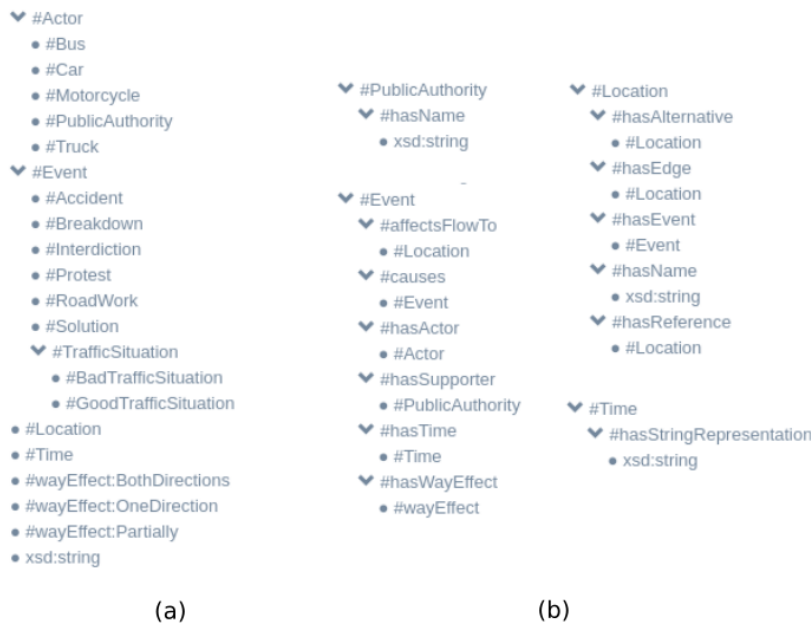 #Actor
#Bus
#Car
#Motorcycle
#PublicAuthority
#Truck
#Event
#Accident
#Breakdown
#Interdiction
#Protest
#RoadWork
#Solution
#TrafficSituation
#BadTrafficSituation
#GoodTrafficSituation
#Location
#Time
#wayEffect:BothDirections
#wayEffect:OneDirection
#wayEffect:Partially
xsd:string
(a)
#PublicAuthority
#hasName
xsd:string
#Event
#affectsFlowTo
#Location
#causes
#Event
#hasActor
#Actor
#hasSupporter
#PublicAuthority
#hasTime
#Time
#hasWayEffect
#wayEffect
#Location
#hasAlternative
#Location
#hasEdge
#Location
#hasEvent
#Event
#hasName
xsd:string
#hasReference
#Location
#Time
#hasStringRepresentation
xsd:string
(b)